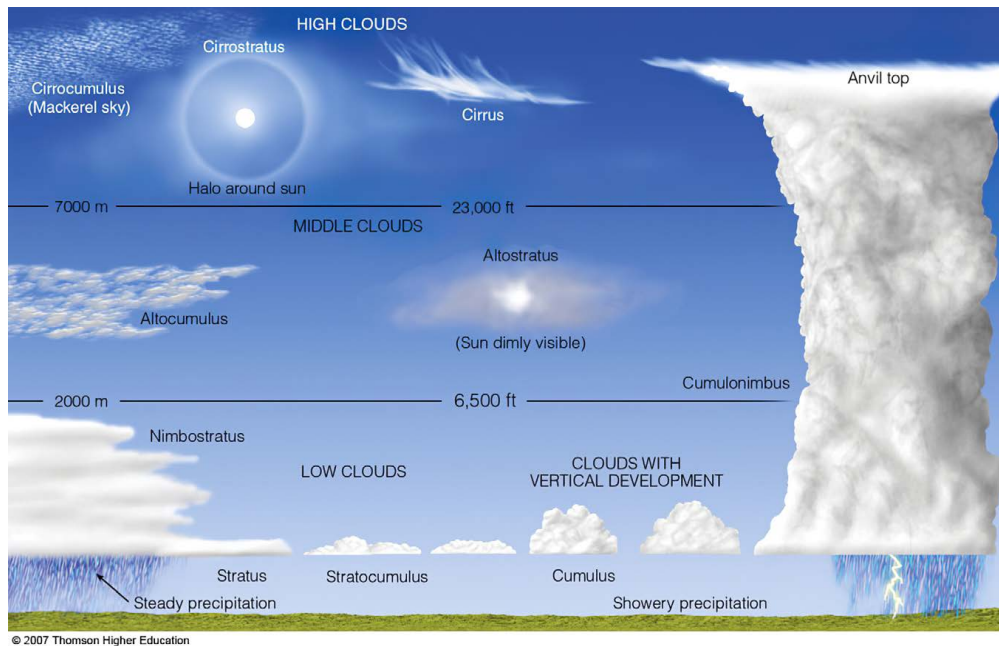 HIGH CLOUDS
Cirrostratus
Cirrocumulus
(Mackerel sky)
Cirrus
Anvil top
Halo around sun
7000 m
23,000 ft
MIDDLE CLOUDS
Altostratus
Altocumulus
(Sun dimly visible)
Cumulonimbus
2000 m
6,500 ft
Nimbostratus
LOW CLOUDS
CLOUDS WITH
VERTICAL DEVELOPMENT
Stratus
Stratocumulus
Cumulus
Steady precipitation
Showery precipitation
© 2007 Thomson Higher Education